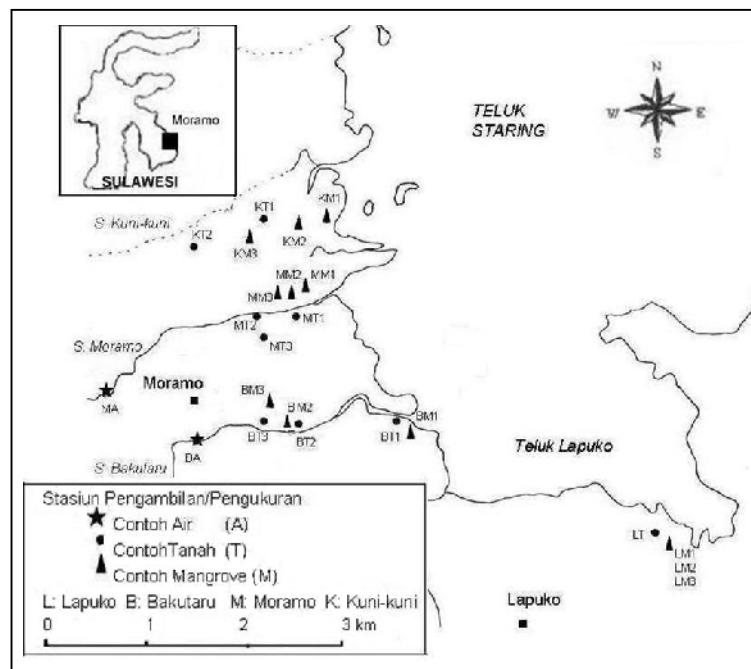 Moramo
SULAWESI
TELUK
STARING
N
W E
S
S. Kuni-kuni
KT1
KM1
KT2
KM2
KM3
MM2 MM1
MM3
MT2 MT1
MT3
S. Moramo
MA
Moramo
BM3
BM2
BM1
BT3
BT2
BT1
BA
S. Bakutaru
Teluk Lapuko
Stasiun Pengambilan/Pengukuran
Contoh Air (A)
ContohTanah (T)
Contoh Mangrove (M)
L: Lapuko B: Bakutaru M: Moramo K: Kuni-kuni
0 1 2 3 km
LT
LM1
LM2
LM3
Lapuko